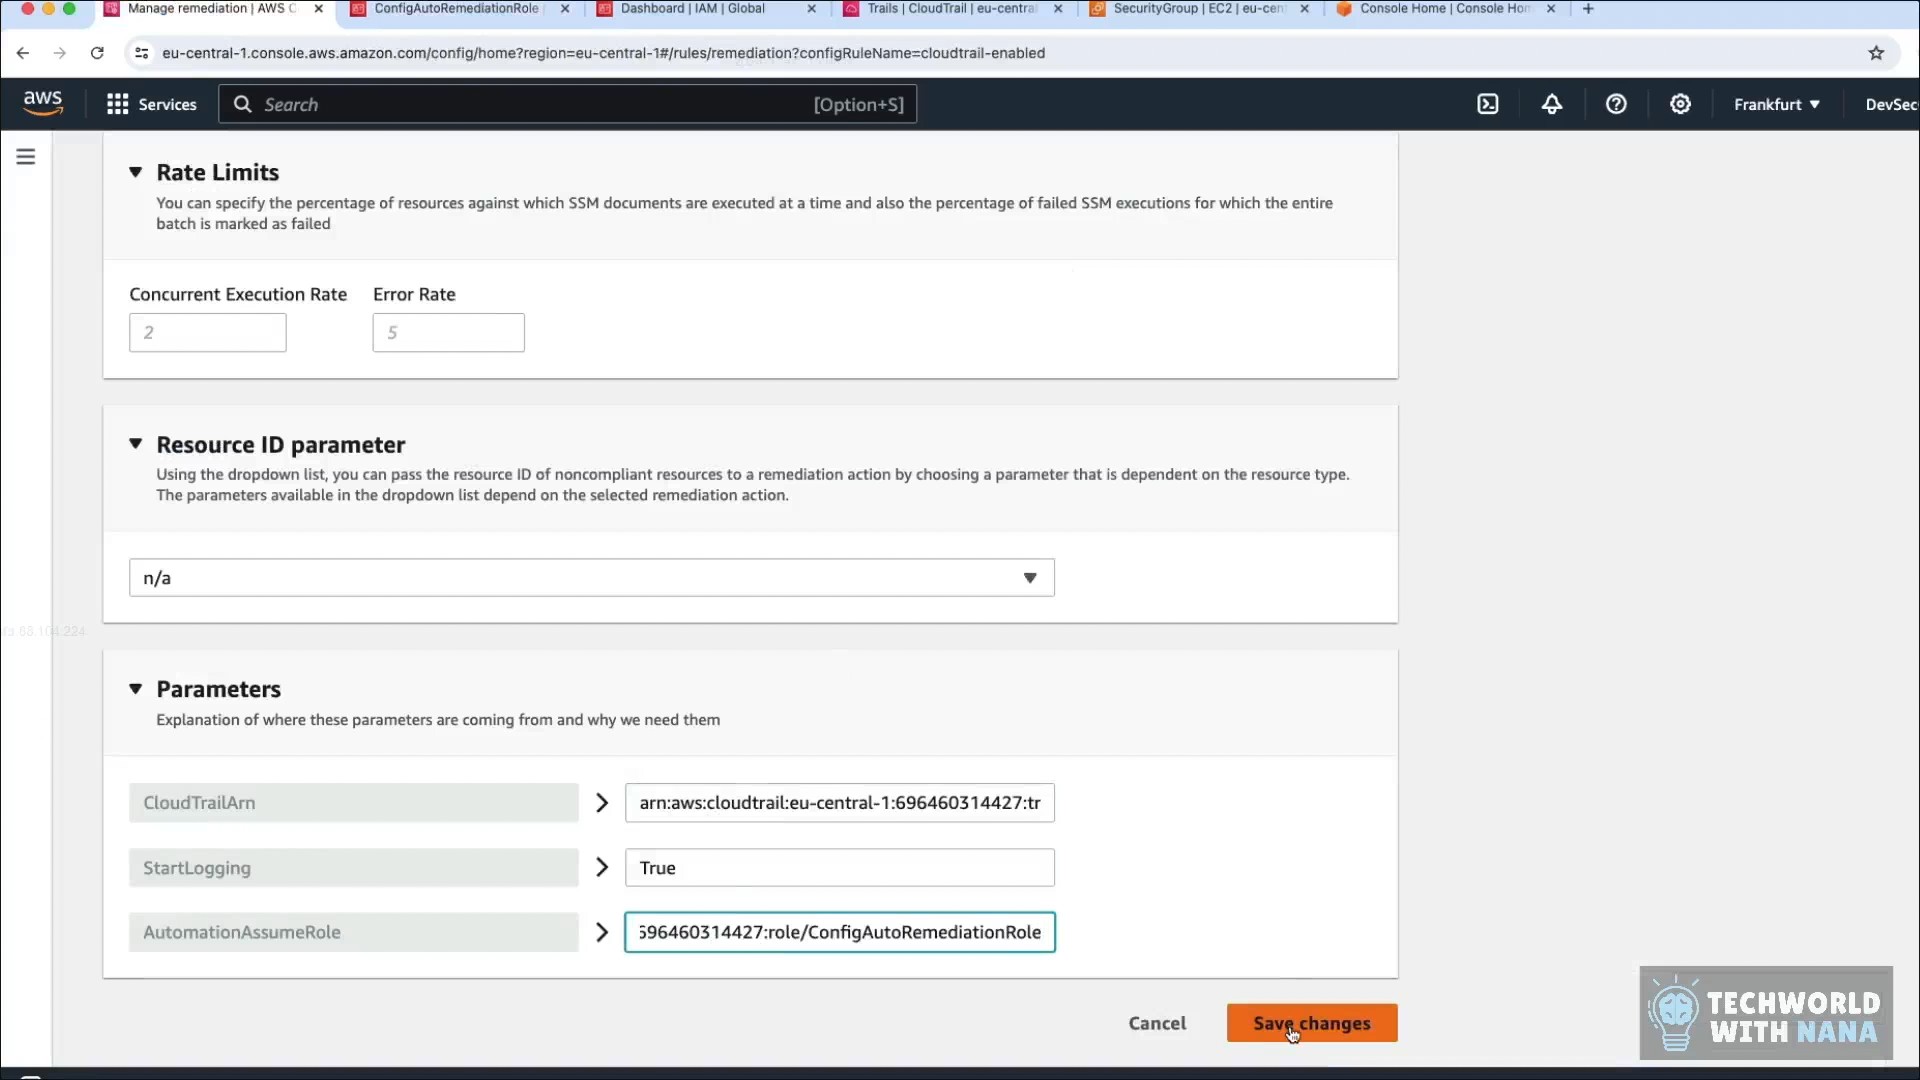 Manage remediation | AWS C
ConfigAutoRemediationRole
Dashboard | IAM | Global
Trails | CloudTrail | eu-central
SecurityGroup | EC2 | eu-cent
Console Home | Console Hom
eu-central-1.console.aws.amazon.com/config/home?region=eu-central-1#/rules/remediation?configRuleName=cloudtrail-enabled
aws
Services
Search
[Option+S]
Frankfurt
DevSec
Rate Limits
You can specify the percentage of resources against which SSM documents are executed at a time and also the percentage of failed SSM executions for which the entire
batch is marked as failed
Concurrent Execution Rate
Error Rate
2
5
Resource ID parameter
Using the dropdown list, you can pass the resource ID of noncompliant resources to a remediation action by choosing a parameter that is dependent on the resource type.
The parameters available in the dropdown list depend on the selected remediation action.
n/a
Parameters
Explanation of where these parameters are coming from and why we need them
CloudTrailArn
arn:aws:cloudtrail:eu-central-1:696460314427:tr
StartLogging
True
AutomationAssumeRole
696460314427:role/ConfigAutoRemediationRole
Cancel
Save changes
TECHWORLD
WITH NANA